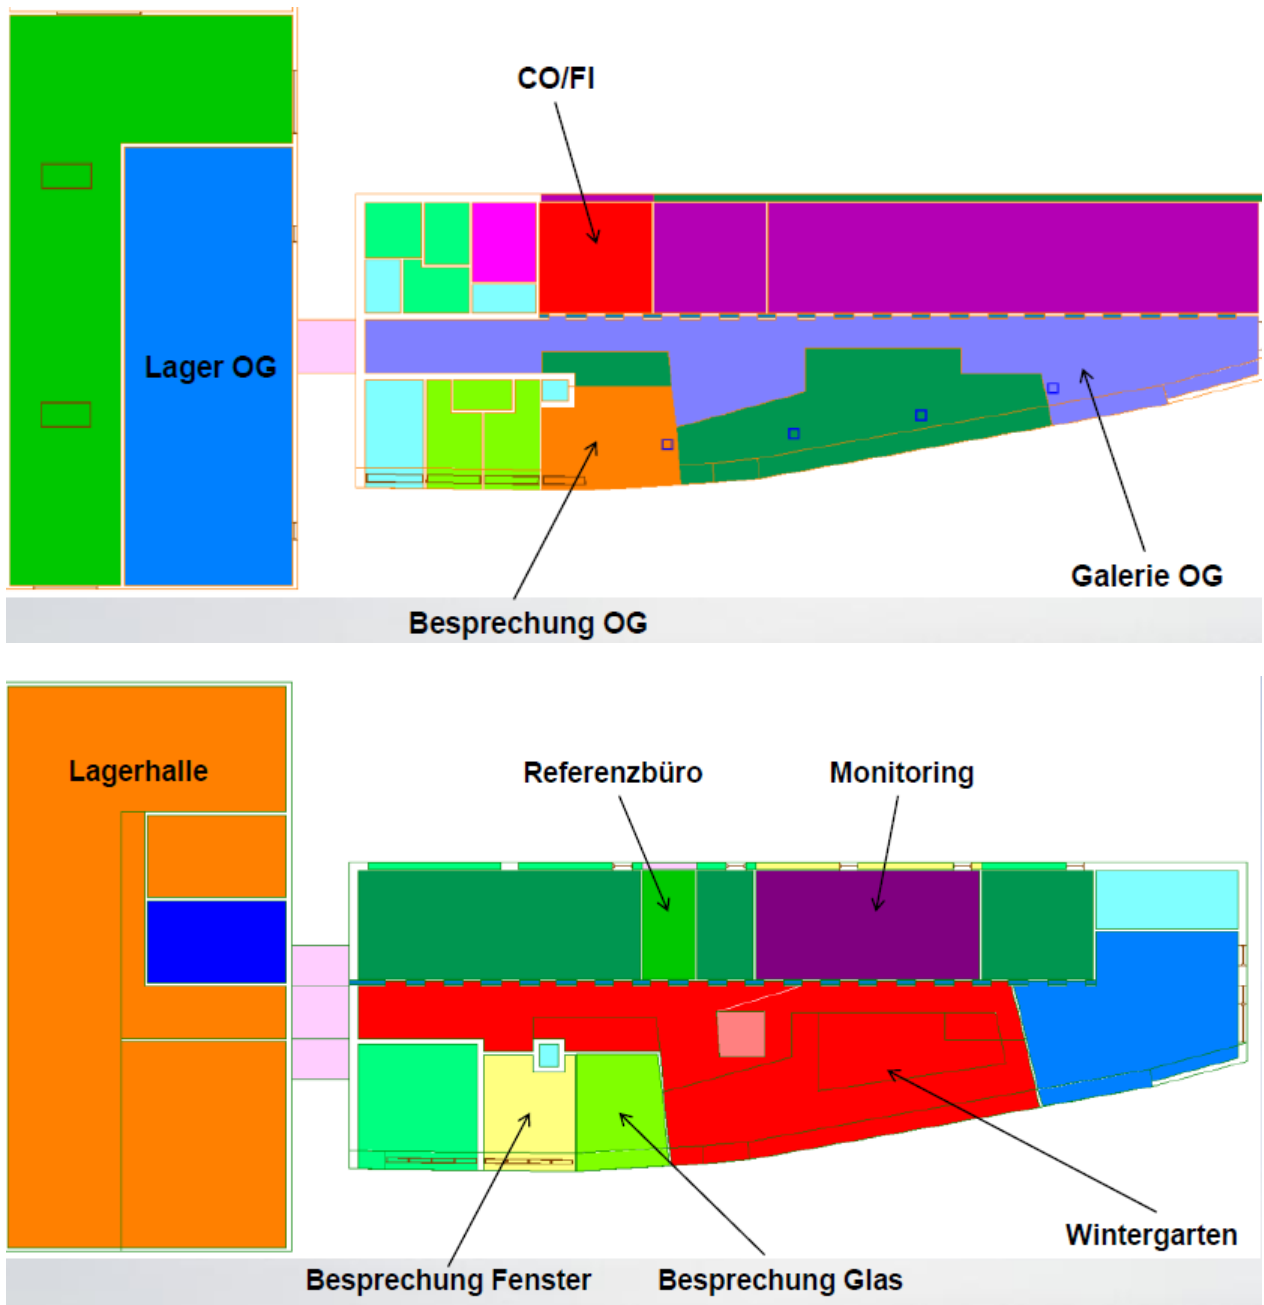 CO/FI
Lager OG
Galerie OG
Besprechung OG
Lagerhalle
Referenzbüro
Monitoring
Wintergarten
Besprechung Fenster
Besprechung Glas